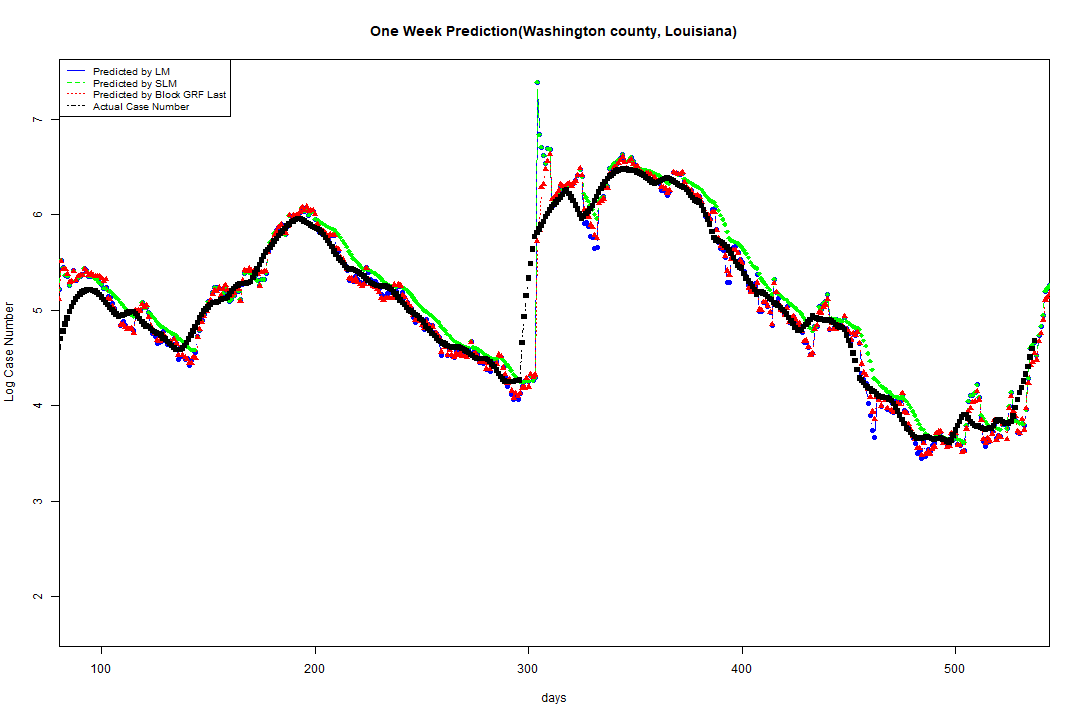 One Week Prediction(Washington county, Louisiana)
Predicted by LM
Predicted by SLM
Predicted by Block GRF Last
Actual Case Number
Log Case Number
7
6
5
4
3
2
100 200 300 400 500
days